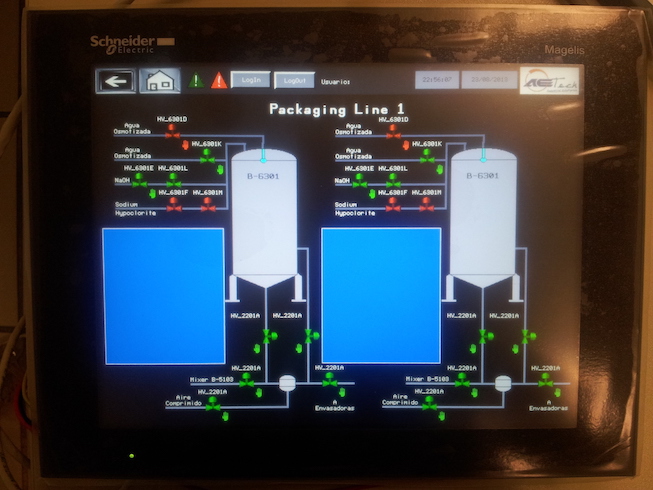 Schneider
Electric
Magelis
LogIn
LogOut
Usuario:
22:56:07
23/08/2013
Tech
Packaging Line 1
HV_6301D
Agua
Osmotizada
HV_6301K
Agua
Osmotizada
HV_6301E HV_6301L
NaOH
HV_6301F HV_6301M
Sodium
Hypoclorite
B-6301
HV_2201A
HV_2201A
HV_2201A
HV_2201A
Mixer B-5103
HV_2201A
Aire
Comprimido
A
Envasadoras
HV_6301D
Agua
Osmotizada
HV_6301K
Agua
Osmotizada
HV_6301E HV_6301L
NaOH
HV_6301F HV_6301M
Sodium
Hypoclorite
B-6301
HV_2201A
HV_2201A
HV_2201A
HV_2201A
Mixer B-5103
HV_2201A
Aire
Comprimido
A
Envasadoras